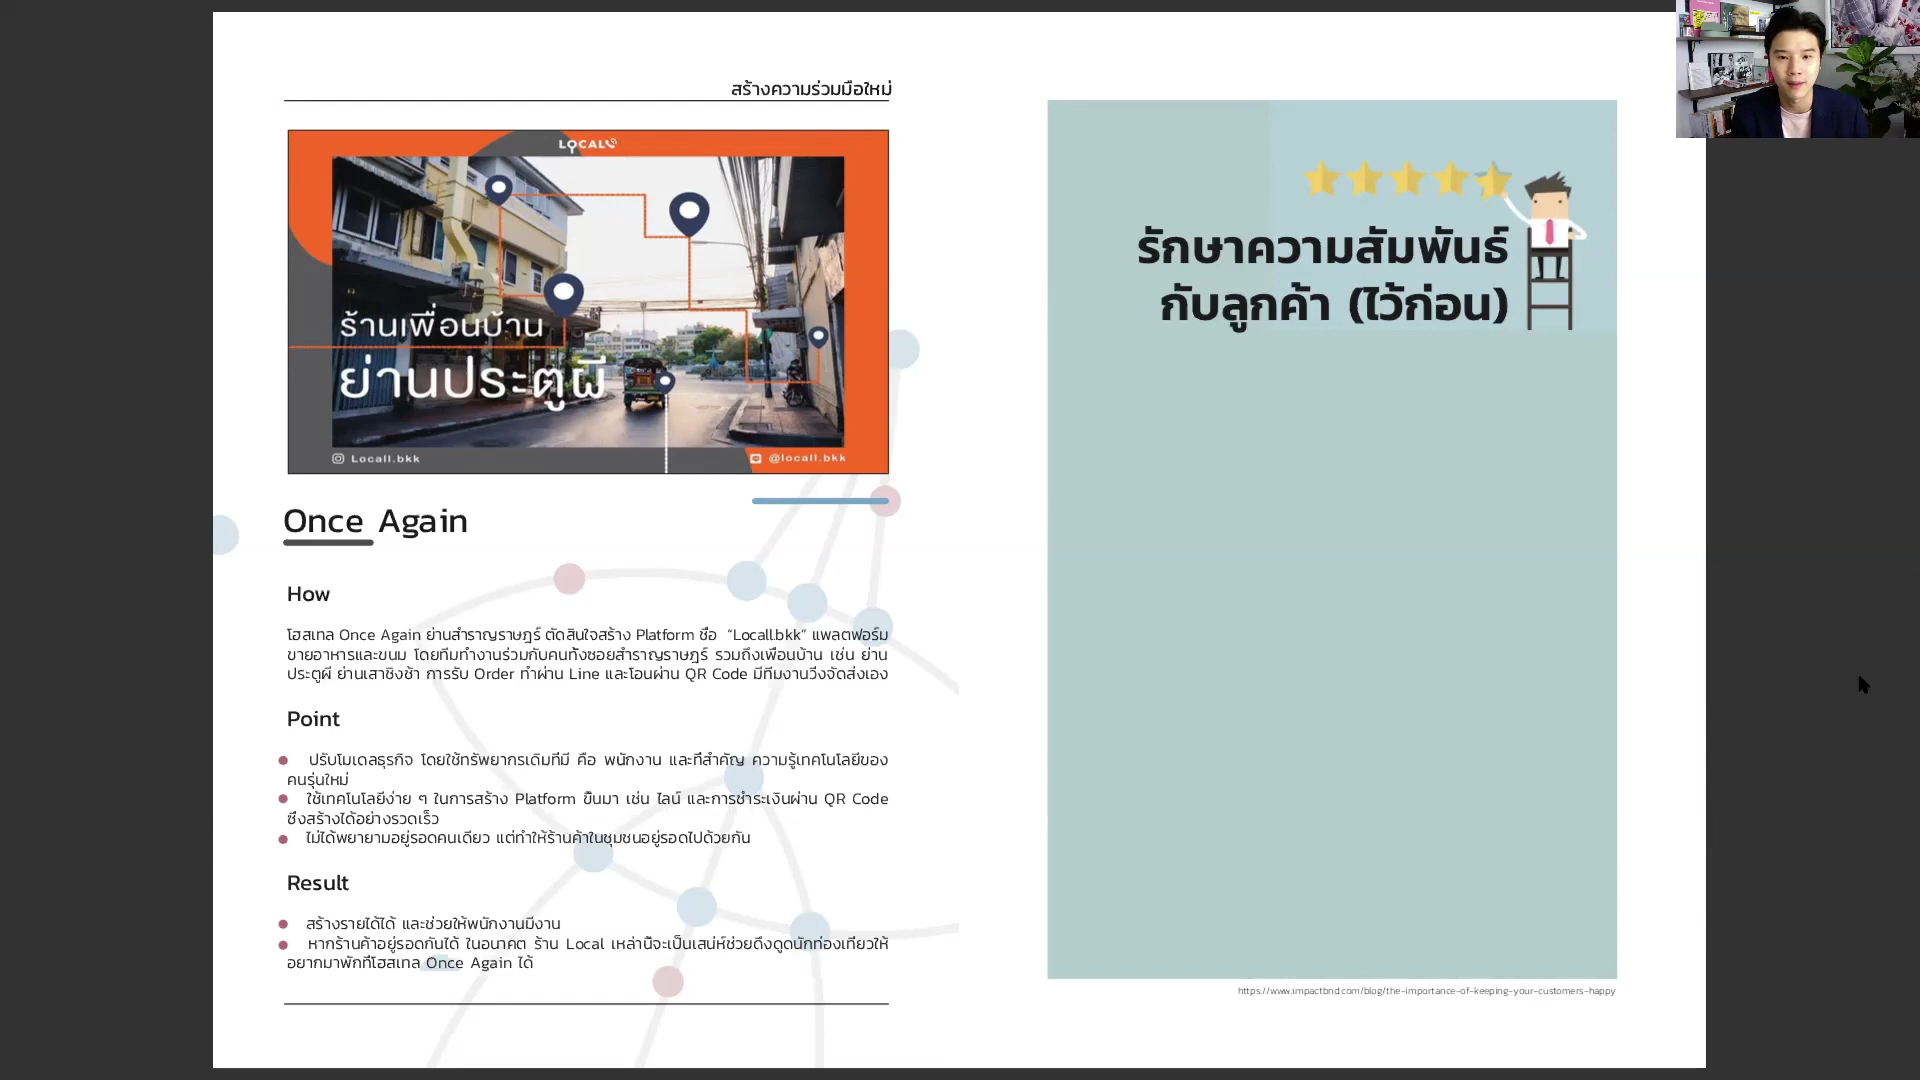 สร้างความร่วมมือใหม่
LOCALL
ร้านเพื่อนบ้าน
ย่านประตูผี
Locall.bkk
@locall.bkk
Once Again
How
โฮสเทล Once Again ย่านสำราญราษฎร์ ตัดสินใจสร้าง Platform ชื่อ “Locall.bkk” แพลตฟอร์ม
ขายอาหารและขนม โดยทีมทำงานร่วมกับคนทั้งซอยสำราญราษฎร์ รวมถึงเพื่อนบ้าน เช่น ย่าน
ประตูผี ย่านเสาชิงช้า การรับ Order ทำผ่าน Line และโอนผ่าน QR Code มีทีมงานวิ่งจัดส่งเอง
Point
ปรับโมเดลธุรกิจ โดยใช้ทรัพยากรเดิมที่มี คือ พนักงาน และที่สำคัญ ความรู้เทคโนโลยีของ
คนรุ่นใหม่
ใช้เทคโนโลยีง่าย ๆ ในการสร้าง Platform ขึ้นมา เช่น ไลน์ และการชำระเงินผ่าน QR Code
ซึ่งสร้างได้อย่างรวดเร็ว
ไม่ได้พยายามอยู่รอดคนเดียว แต่ทำให้ร้านค้าในชุมชนอยู่รอดไปด้วยกัน
Result
สร้างรายได้ได้ และช่วยให้พนักงานมีงาน
หากร้านค้าอยู่รอดกันได้ ในอนาคต ร้าน Local เหล่านี้จะเป็นเสน่ห์ช่วยดึงดูดนักท่องเที่ยวให้
อยากมาพักที่โฮสเทล Once Again ได้
รักษาความสัมพันธ์
กับลูกค้า (ไว้ก่อน)
https://www.impactbnd.com/blog/the-importance-of-keeping-your-customers-happy